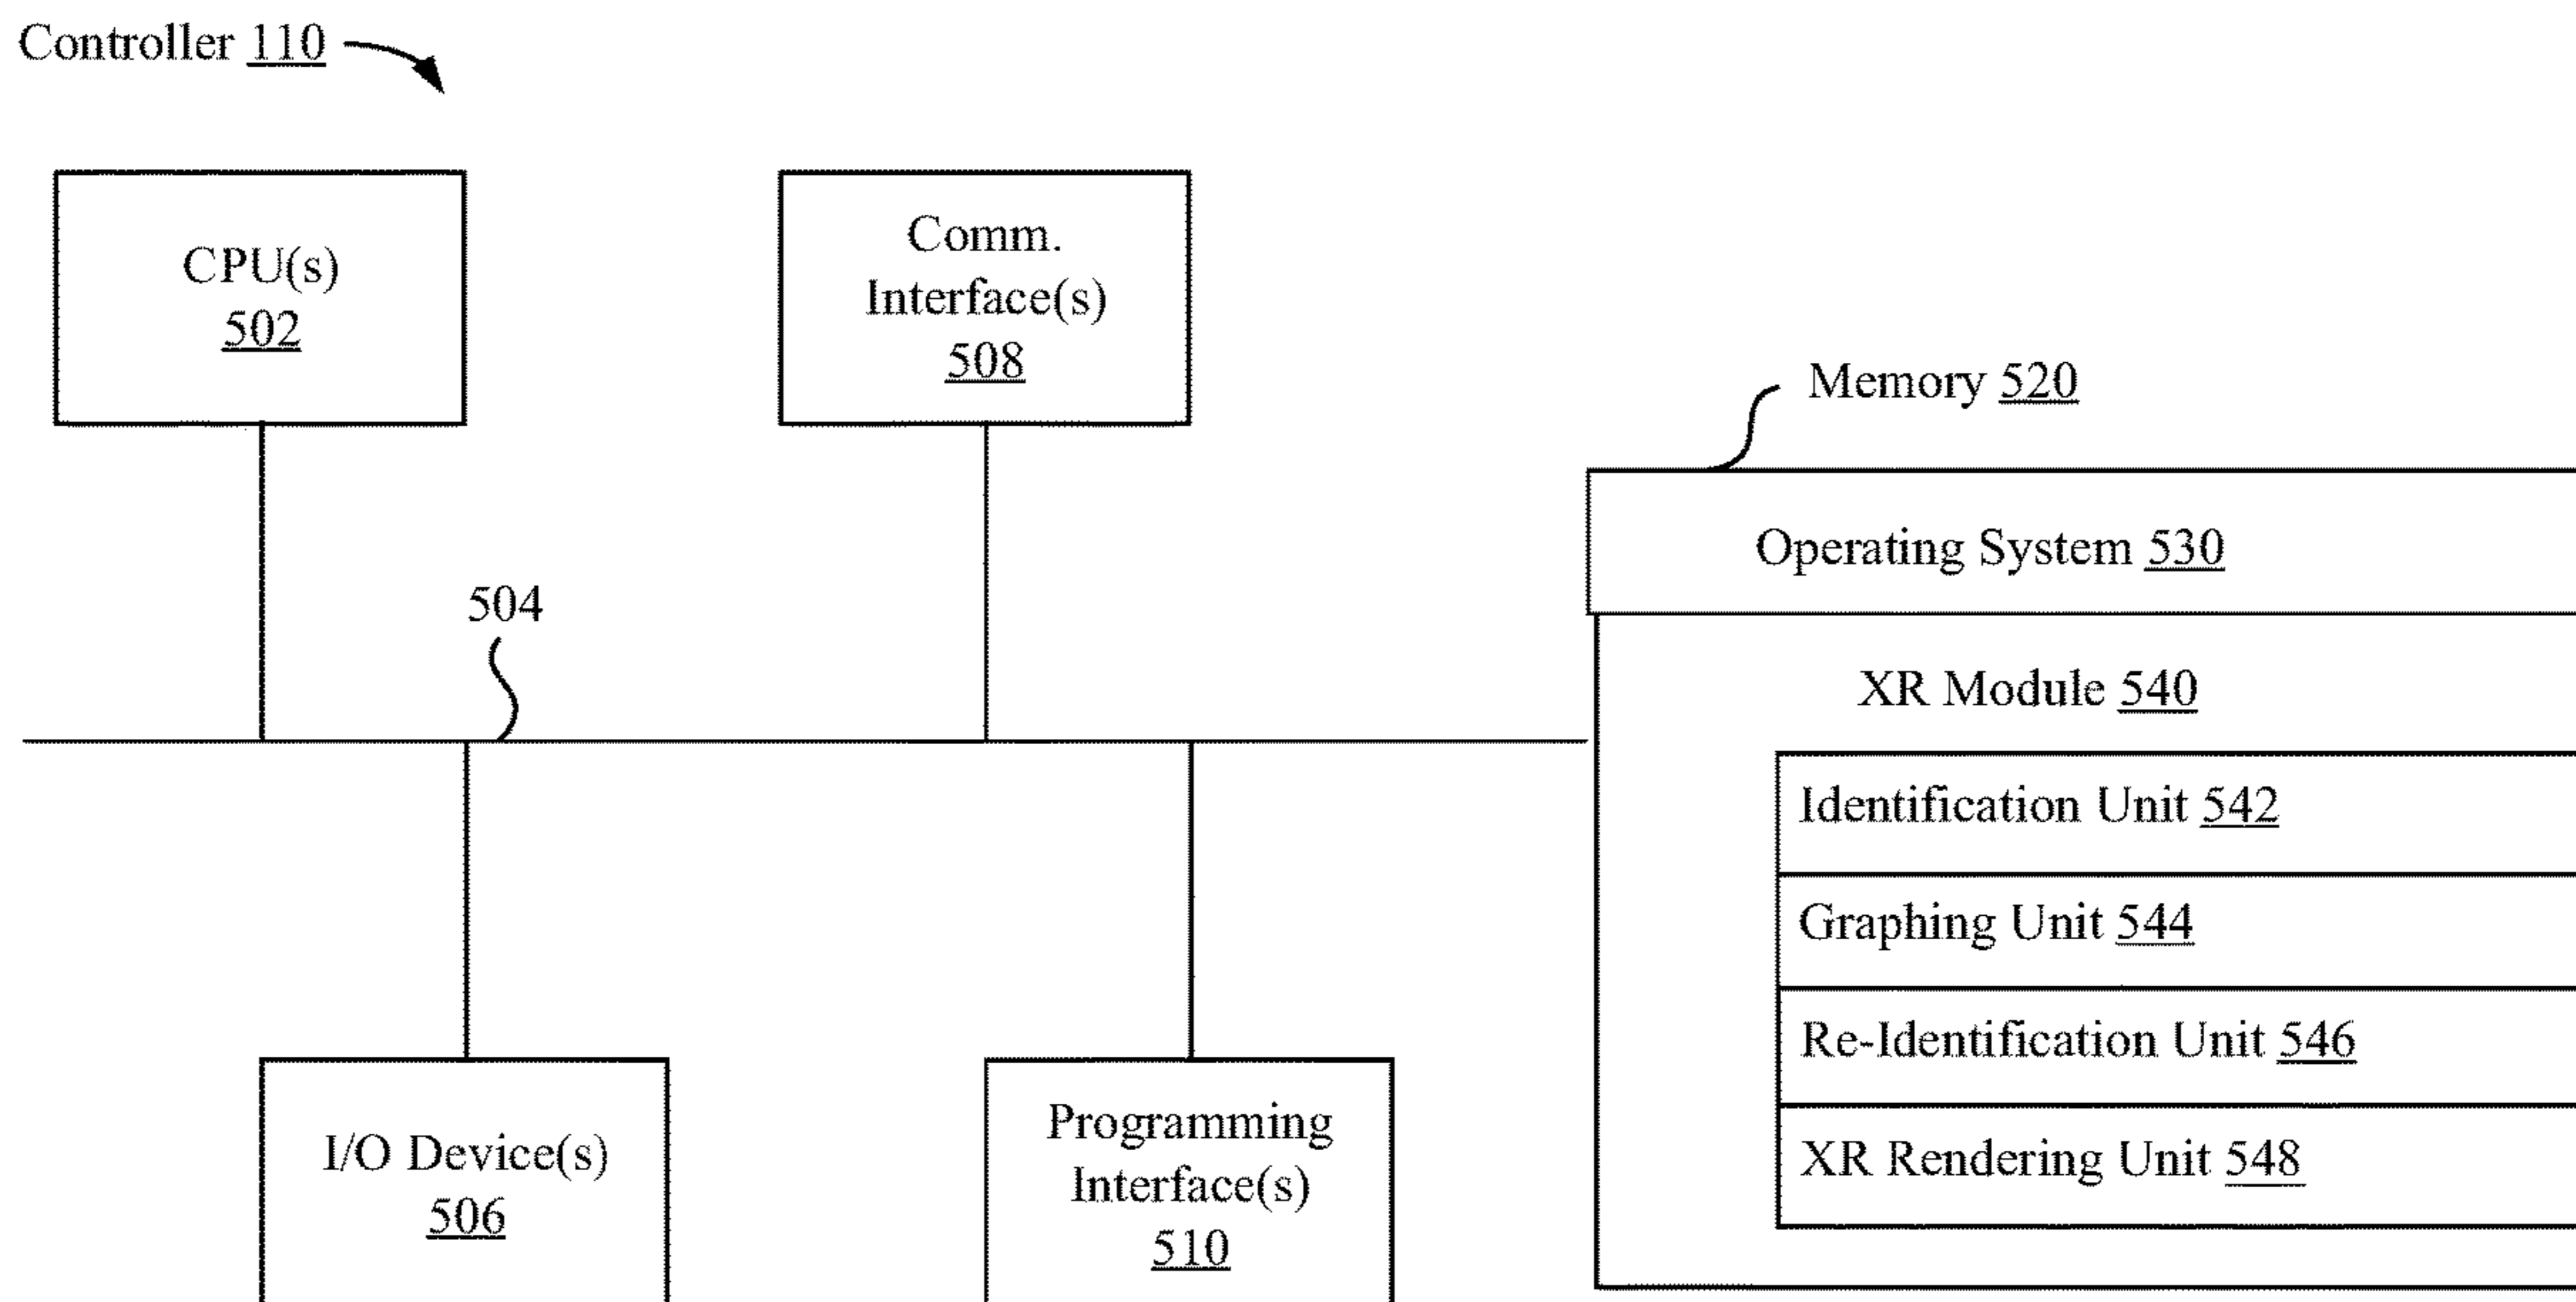 Controller 110
CPU(s)
502
Comm.
Interface(s)
508
Memory 520
Operating System 530
504
XR Module 540
Identification Unit 542
Graphing Unit 544
Re-Identification Unit 546
XR Rendering Unit 548
I/O Device(s)
506
Programming
Interface(s)
510